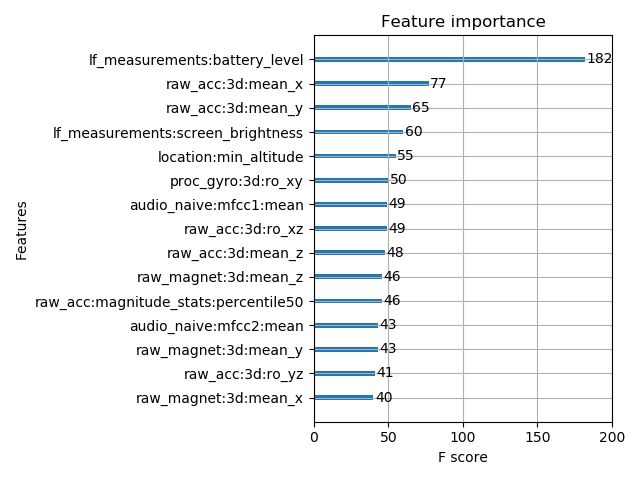 Feature importance
Features
lf_measurements:battery_level 182
raw_acc:3d:mean_x 77
raw_acc:3d:mean_y 65
lf_measurements:screen_brightness 60
location:min_altitude 55
proc_gyro:3d:ro_xy 50
audio_naive:mfcc1:mean 49
raw_acc:3d:ro_xz 49
raw_acc:3d:mean_z 48
raw_magnet:3d:mean_z 46
raw_acc:magnitude_stats:percentile50 46
audio_naive:mfcc2:mean 43
raw_magnet:3d:mean_y 43
raw_acc:3d:ro_yz 41
raw_magnet:3d:mean_x 40
0 50 100 150 200
F score